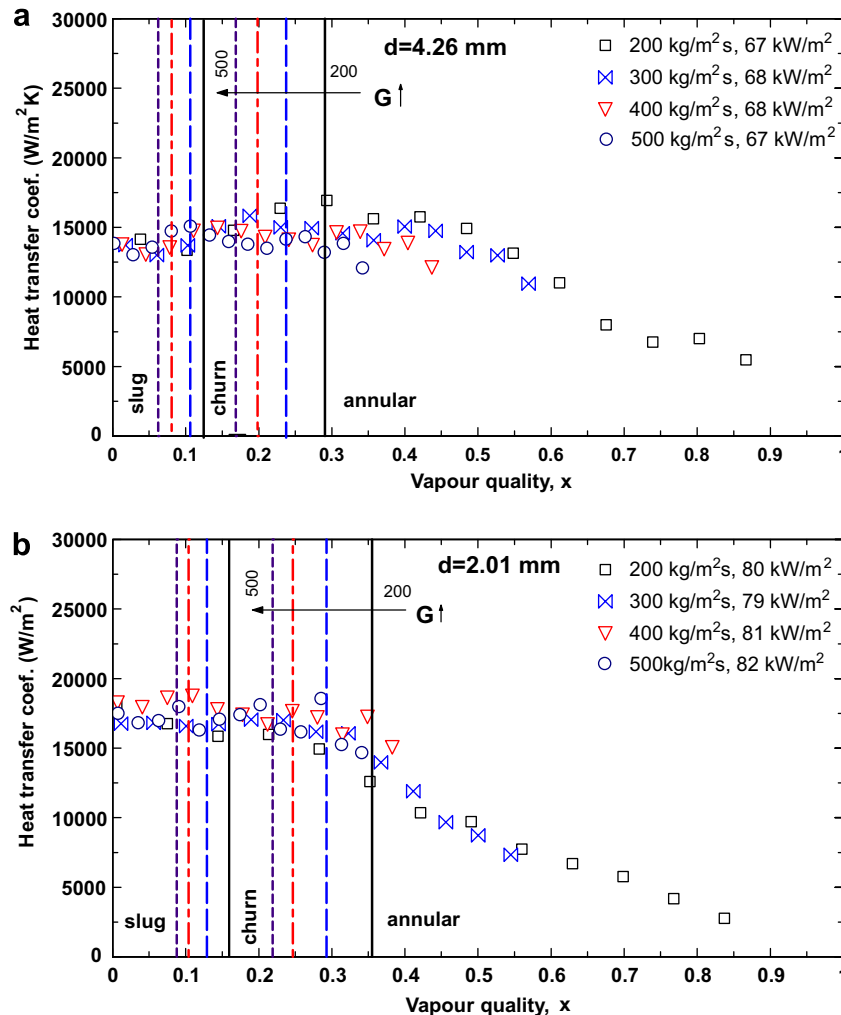 a
d=4.26 mm
200 kg/m²s, 67 kW/m²
300 kg/m²s, 68 kW/m²
400 kg/m²s, 68 kW/m²
500 kg/m²s, 67 kW/m²
500
200
G
Heat transfer coef. (W/m²K)
30000
25000
20000
15000
10000
5000
0
slug
churn
annular
0 0.1 0.2 0.3 0.4 0.5 0.6 0.7 0.8 0.9 1
Vapour quality, x
b
d=2.01 mm
200 kg/m²s, 80 kW/m²
300 kg/m²s, 79 kW/m²
400 kg/m²s, 81 kW/m²
500kg/m²s, 82 kW/m²
500
200
G
Heat transfer coef. (W/m²)
30000
25000
20000
15000
10000
5000
0
slug
churn
annular
0 0.1 0.2 0.3 0.4 0.5 0.6 0.7 0.8 0.9 1
Vapour quality, x